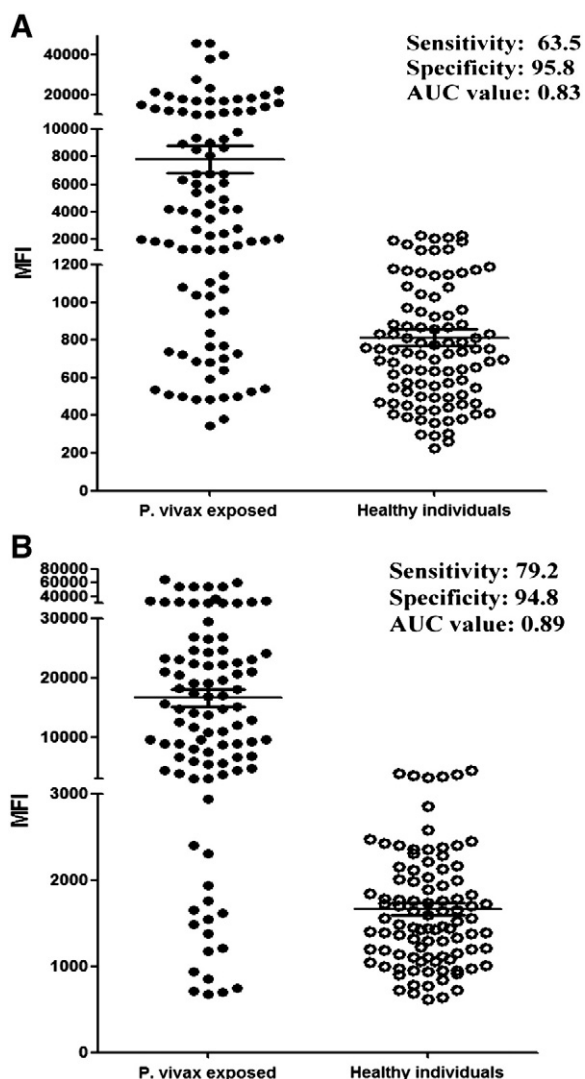 A
Sensitivity: 63.5
Specificity: 95.8
AUC value: 0.83
40000
20000
10000
8000
6000
4000
2000
1200
1000
800
600
400
200
0
MFI
P. vivax exposed
Healthy individuals
B
Sensitivity: 79.2
Specificity: 94.8
AUC value: 0.89
80000
60000
40000
30000
20000
10000
3000
2000
1000
0
MFI
P. vivax exposed
Healthy individuals